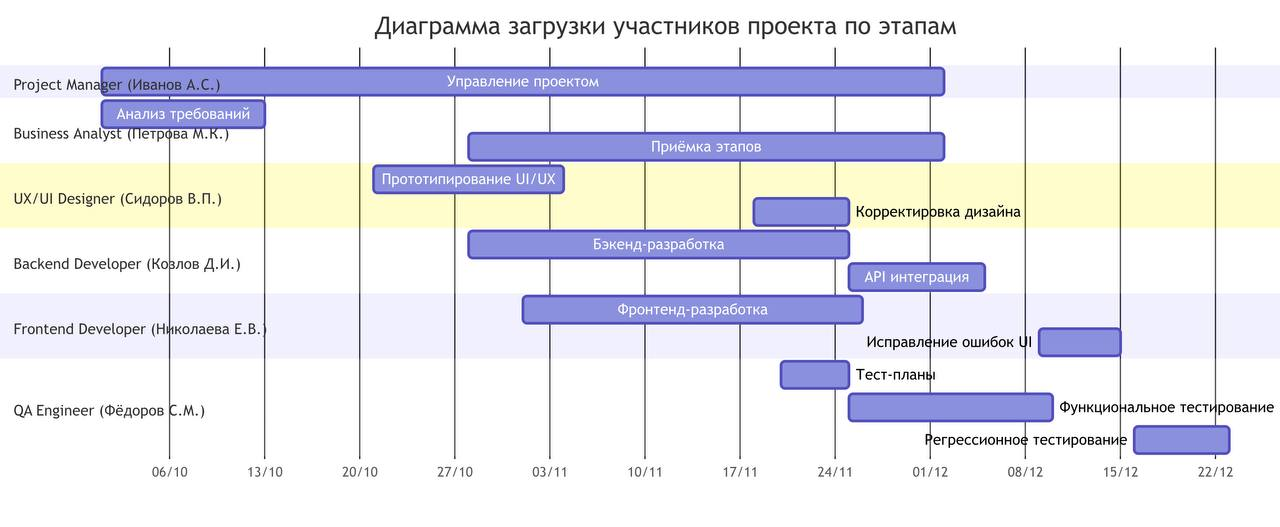 Диаграмма загрузки участников проекта по этапам
Project Manager (Иванов А.С.)
Управление проектом
Анализ требований
Business Analyst (Петрова М.К.)
Приёмка этапов
Прототипирование UI/UX
UX/UI Designer (Сидоров В.П.)
Корректировка дизайна
Бэкенд-разработка
Backend Developer (Козлов Д.И.)
API интеграция
Фронтенд-разработка
Frontend Developer (Николаева Е.В.)
Исправление ошибок UI
Тест-планы
QA Engineer (Фёдоров С.М.)
Функциональное тестирование
Регрессионное тестирование
06/10 13/10 20/10 27/10 03/11 10/11 17/11 24/11 01/12 08/12 15/12 22/12